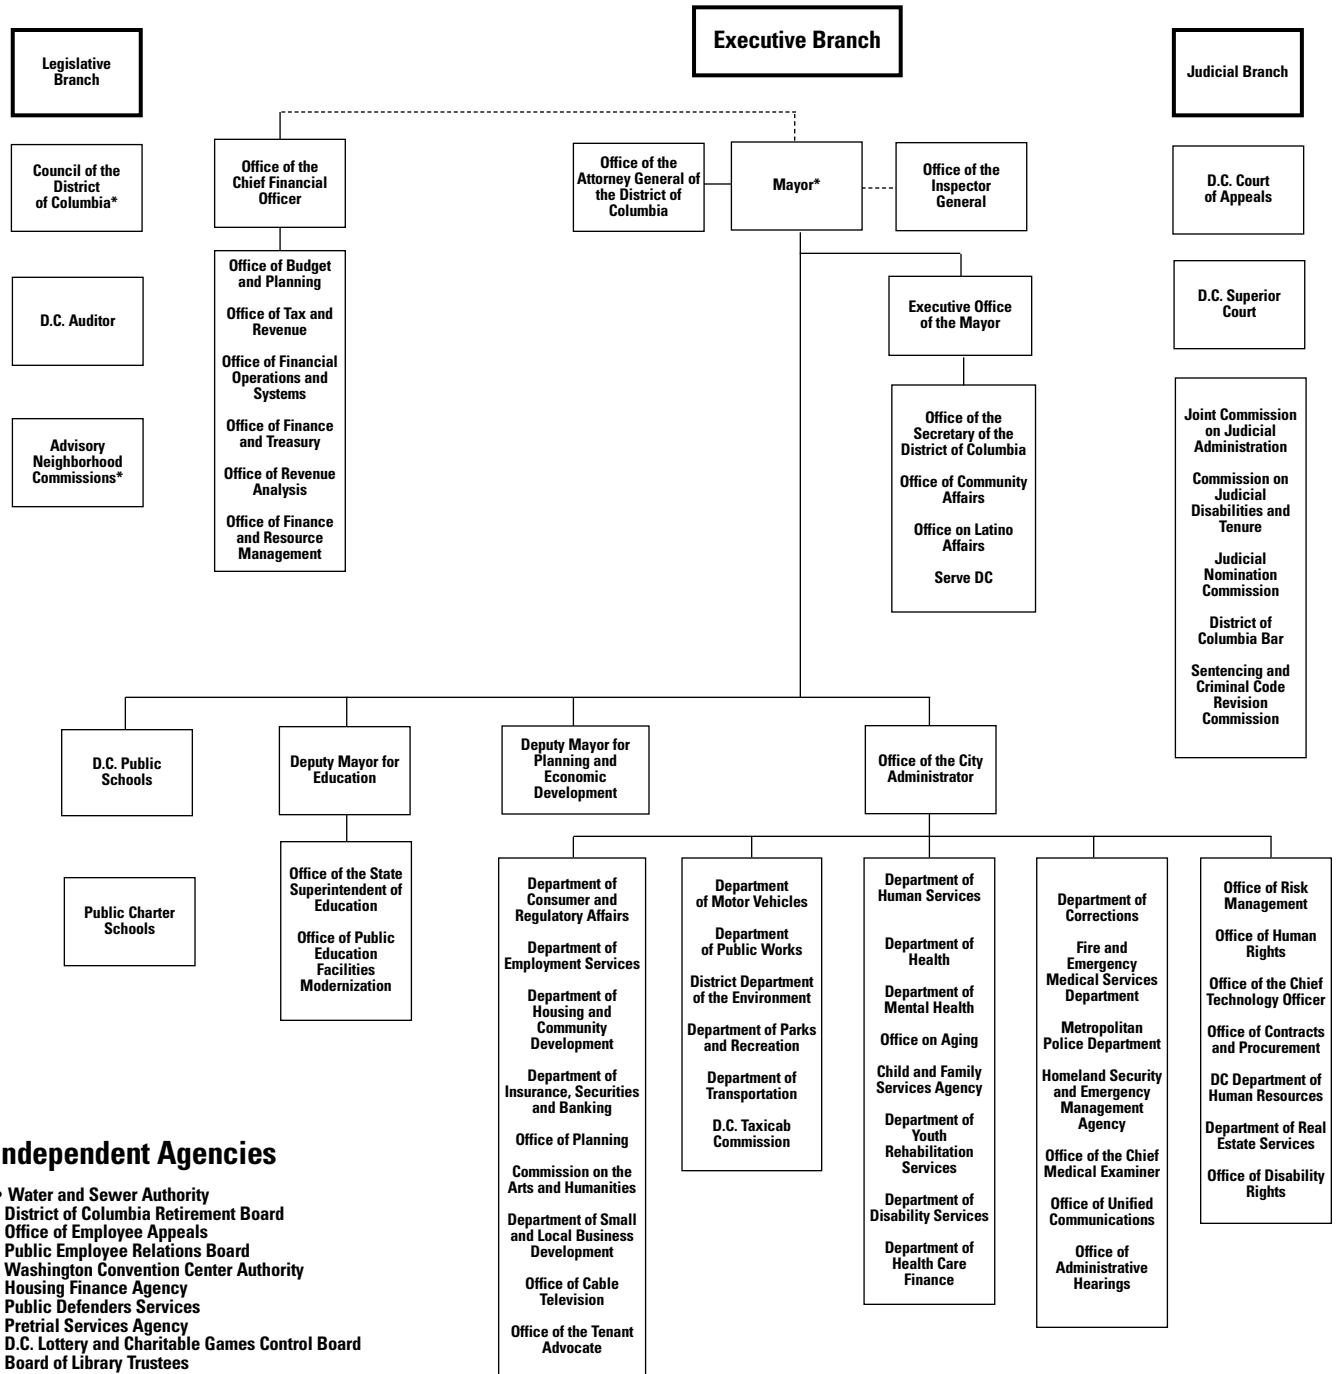 Executive Branch
Legislative
Branch
Judicial Branch
Council of the
District
of Columbia*
Office of the
Chief Financial
Officer
Office of the
Attorney General of
the District of
Columbia
Mayor*
Office of the
Inspector
General
D.C. Court
of Appeals
D.C. Auditor
Office of Budget
and Planning
Office of Tax and
Revenue
Office of Financial
Operations and
Systems
Office of Finance
and Treasury
Office of Revenue
Analysis
Office of Finance
and Resource
Management
Executive Office
of the Mayor
D.C. Superior
Court
Advisory
Neighborhood
Commissions*
Office of the
Secretary of the
District of Columbia
Office of Community
Affairs
Office on Latino
Affairs
Serve DC
Joint Commission
on Judicial
Administration
Commission on
Judicial
Disabilities and
Tenure
Judicial
Nomination
Commission
District of
Columbia Bar
Sentencing and
Criminal Code
Revision
Commission
D.C. Public
Schools
Deputy Mayor for
Education
Deputy Mayor for
Planning and
Economic
Development
Office of the City
Administrator
Public Charter
Schools
Office of the State
Superintendent of
Education
Office of Public
Education
Facilities
Modernization
Department of
Consumer and
Regulatory Affairs
Department of
Employment Services
Department of
Housing and
Community
Development
Department of
Insurance, Securities
and Banking
Office of Planning
Commission on the
Arts and Humanities
Department of Small
and Local Business
Development
Office of Cable
Television
Office of the Tenant
Advocate
Department
of Motor Vehicles
Department
of Public Works
District Department
of the Environment
Department of Parks
and Recreation
Department of
Transportation
D.C. Taxicab
Commission
Department of
Human Services
Department of
Health
Department of
Mental Health
Office on Aging
Child and Family
Services Agency
Department of
Youth
Rehabilitation
Services
Department of
Disability Services
Department of
Health Care
Finance
Department of
Corrections
Fire and
Emergency
Medical Services
Department
Metropolitan
Police Department
Homeland Security
and Emergency
Management
Agency
Office of the Chief
Medical Examiner
Office of Unified
Communications
Office of
Administrative
Hearings
Office of Risk
Management
Office of Human
Rights
Office of the Chief
Technology Officer
Office of Contracts
and Procurement
DC Department of
Human Resources
Department of Real
Estate Services
Office of Disability
Rights
ndependent Agencies
• Water and Sewer Authority
District of Columbia Retirement Board
Office of Employee Appeals
Public Employee Relations Board
Washington Convention Center Authority
Housing Finance Agency
Public Defenders Services
Pretrial Services Agency
D.C. Lottery and Charitable Games Control Board
Board of Library Trustees